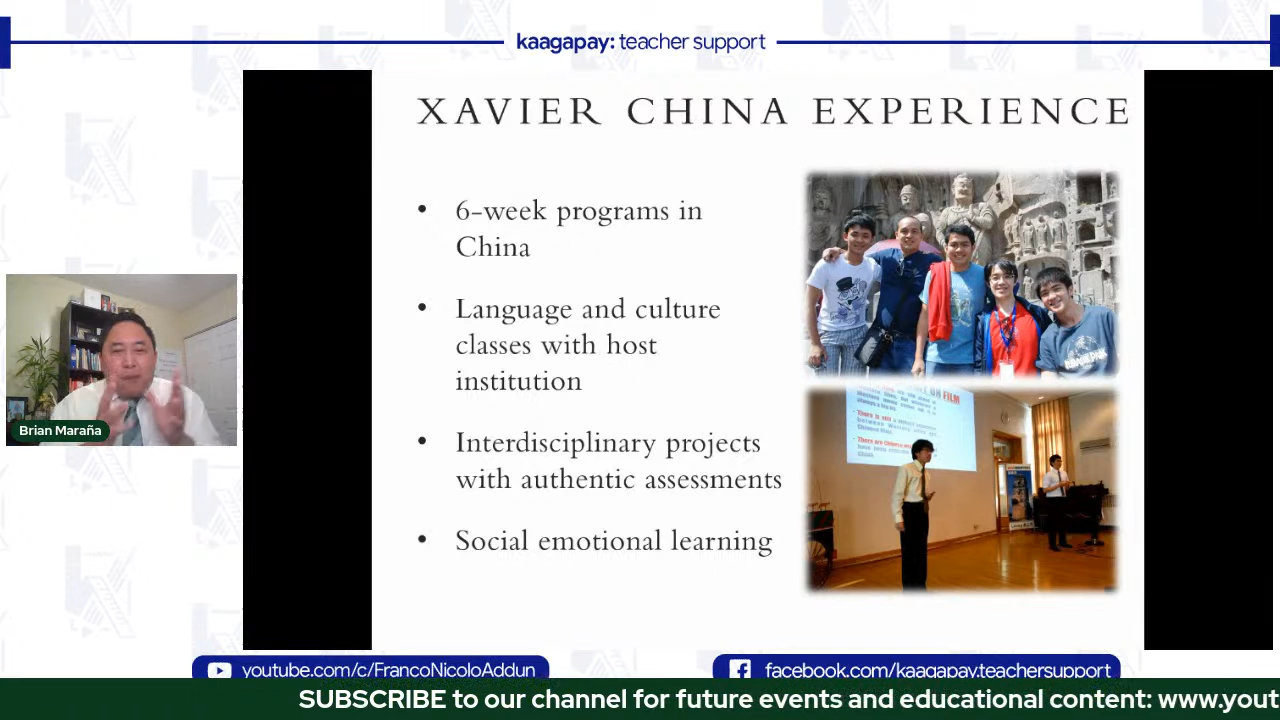 kaagapay: teacher support
XAVIER CHINA EXPERIENCE
• 6-week programs in
China
• Language and culture
classes with host
institution
• Interdisciplinary projects
with authentic assessments
• Social emotional learning
ON FILM
Brian Maraña
youtube.com/c/FrancoNicoloAddun
facebook.com/kaagapay.teachersupport
SUBSCRIBE to our channel for future events and educational content: www.yout